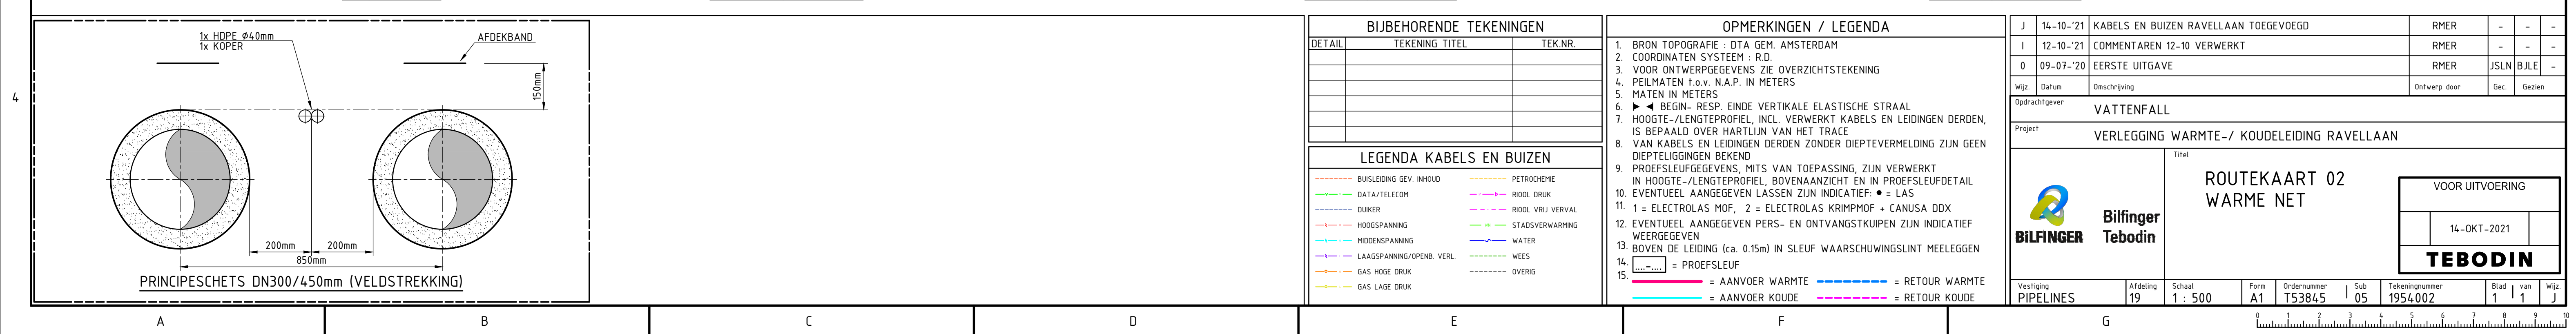 4
1x HDPE Ø40mm
1x KOPER
AFDEKBAND
150mm
200mm
200mm
850mm
PRINCIPESCHETS DN300/450mm (VELDSTREKKING)
BIJBEHORENDE TEKENINGEN
DETAIL TEKENING TITEL TEK.NR.
LEGENDA KABELS EN BUIZEN
BUISLEIDING GEV. INHOUD
DATA/TELECOM
DUIKER
HOOGSPANNING
MIDDENSPANNING
LAAGSPANNING/OPENB. VERL.
GAS HOGE DRUK
GAS LAGE DRUK
PETROCHEMIE
RIOOL DRUK
RIOOL VRIJ VERVAL
STADSVERWARMING
WATER
WEES
OVERIG
OPMERKINGEN / LEGENDA
1. BRON TOPOGRAFIE : DTA GEM. AMSTERDAM
2. COORDINATEN SYSTEEM : R.D.
3. VOOR ONTWERPGEGEVENS ZIE OVERZICHTSTEKENING
4. PEILMATEN t.o.v. N.A.P. IN METERS
5. MATEN IN METERS
6. ► ◄ BEGIN- RESP. EINDE VERTIKALE ELASTISCHE STRAAL
7. HOOGTE-/LENGTEPROFIEL, INCL. VERWERKT KABELS EN LEIDINGEN DERDEN,
IS BEPAALD OVER HARTLIJN VAN HET TRACE
8. VAN KABELS EN LEIDINGEN DERDEN ZONDER DIEPTEVERMELDING ZIJN GEEN
DIEPTELIGGINGEN BEKEND
9. PROEFSLEUFGEGEVENS, MITS VAN TOEPASSING, ZIJN VERWERKT
IN HOOGTE-/LENGTEPROFIEL, BOVENAANZICHT EN IN PROEFSLEUFDETAIL
10. EVENTUEEL AANGEGEVEN LASSEN ZIJN INDICATIEF: ● = LAS
11. 1 = ELECTROLAS MOF, 2 = ELECTROLAS KRIMPMOF + CANUSA DDX
12. EVENTUEEL AANGEGEVEN PERS- EN ONTVANGSTKUIPEN ZIJN INDICATIEF
WEERGEGEVEN
13. BOVEN DE LEIDING (ca. 0.15m) IN SLEUF WAARSCHUWINGSLINT MEELEGGEN
14. ....-.... = PROEFSLEUF
15. = AANVOER WARMTE = RETOUR WARMTE
= AANVOER KOUDE = RETOUR KOUDE
J 14-10-'21 KABELS EN BUIZEN RAVELLAAN TOEGEVOEGD RMER - - -
I 12-10-'21 COMMENTAREN 12-10 VERWERKT RMER - - -
0 09-07-'20 EERSTE UITGAVE RMER JSLN BJLE -
Wijz. Datum Omschrijving Ontwerp door Gec. Gezien
Opdrachtgever
VATTENFALL
Project
VERLEGGING WARMTE-/ KOUDELEIDING RAVELLAAN
BILFINGER
Bilfinger
Tebodin
Titel
ROUTEKAART 02
WARME NET
VOOR UITVOERING
14-OKT-2021
TEBODIN
Vestiging Afdeling Schaal Form Ordernummer Sub Tekeningnummer Blad van Wijz.
PIPELINES 19 1 : 500 A1 T53845 05 1954002 1 1 J
A B C D E F G
0 1 2 3 4 5 6 7 8 9 10